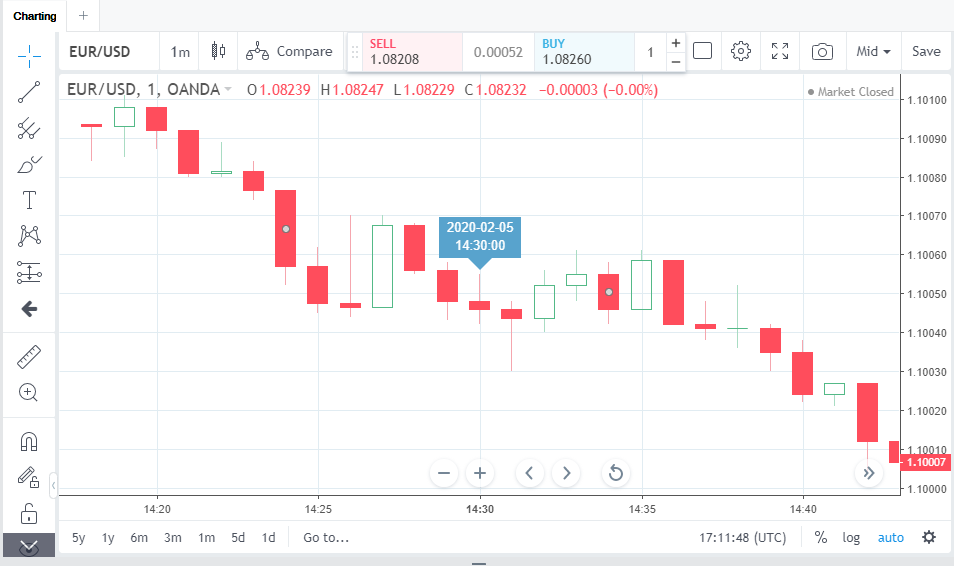 Charting +
EUR/USD 1m Compare SELL 1.08208 0.00052 BUY 1.08260 1 + − Mid Save
EUR/USD, 1, OANDA O1.08239 H1.08247 L1.08229 C1.08232 −0.00003 (−0.00%)
Market Closed
1.10100
1.10090
1.10080
1.10070
2020-02-05
14:30:00
1.10060
1.10050
1.10040
1.10030
1.10020
1.10010
1.10007
1.10000
14:20 14:25 14:30 14:35 14:40
5y 1y 6m 3m 1m 5d 1d Go to... 17:11:48 (UTC) % log auto